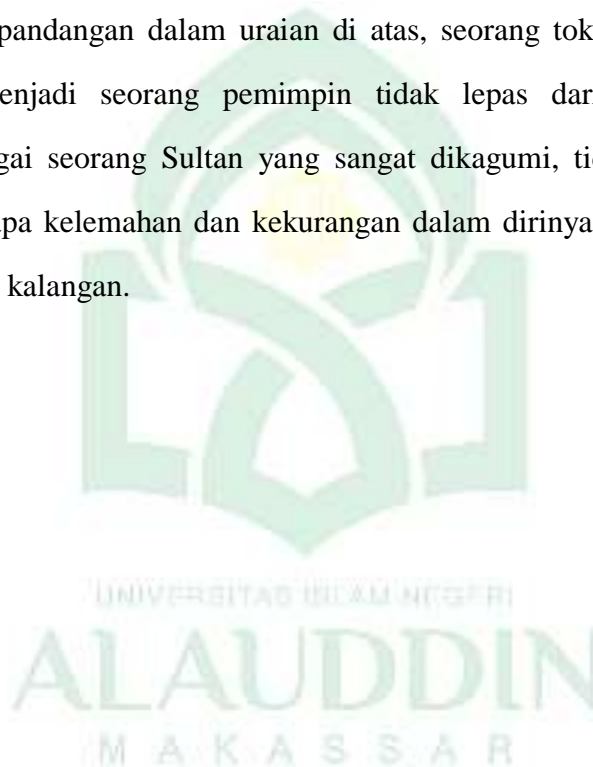 pandangan dalam uraian di atas, seorang tok
enjadi seorang pemimpin tidak lepas dar
gai seorang Sultan yang sangat dikagumi, ti
pa kelemahan dan kekurangan dalam dirinya
kalangan.
UNIVERSITAS ISLAM NEGERI
ALAUDDIN
MAKASSAR